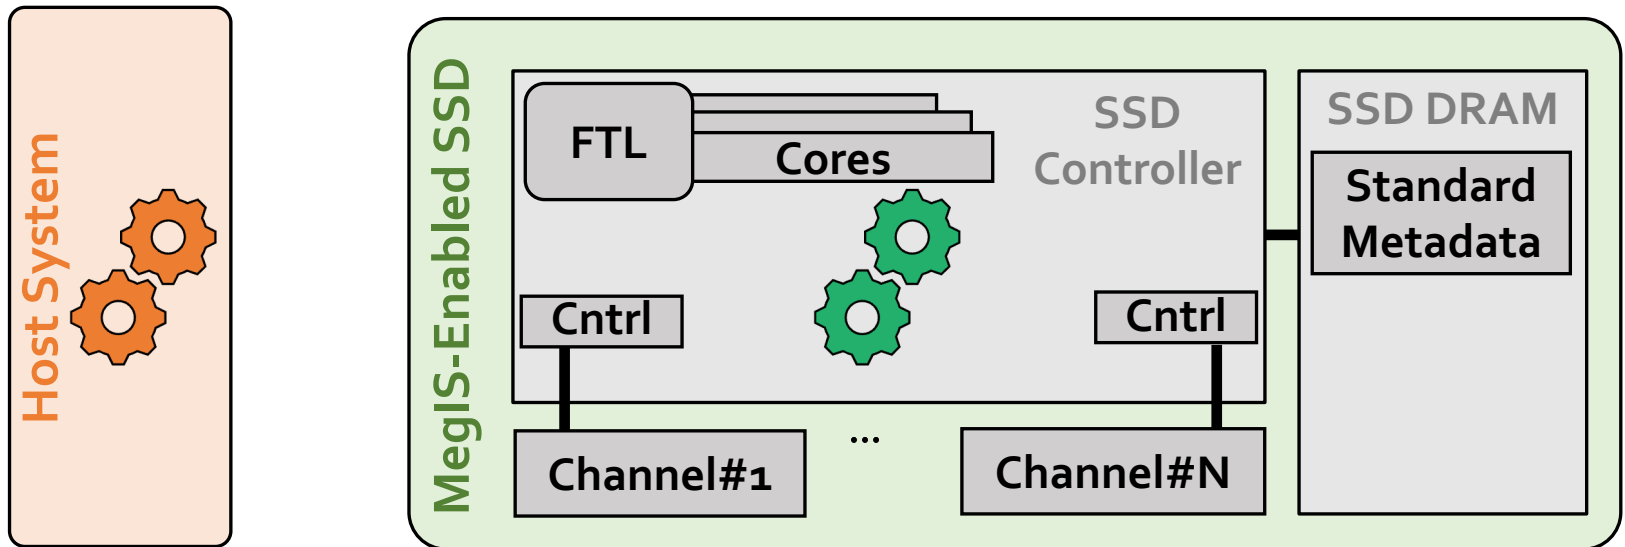 Host System
MegIS-Enabled SSD
FTL
Cores
SSD
Controller
SSD DRAM
Standard
Metadata
Cntrl
Cntrl
Channel#1
...
Channel#N